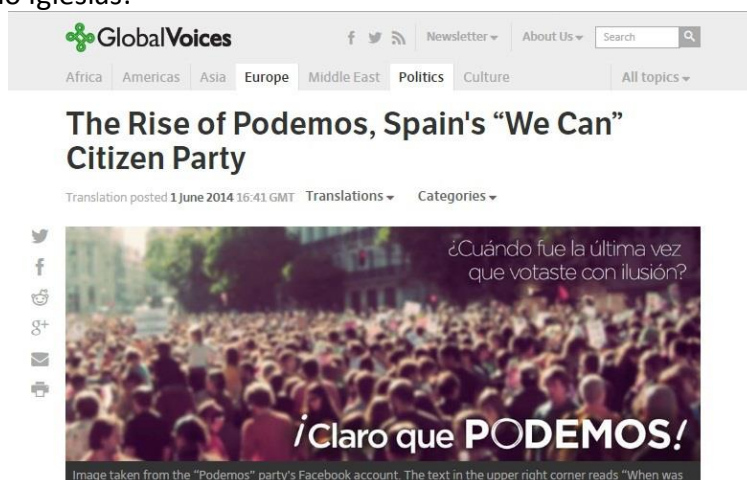 no Iglesias?
GlobalVoices
Newsletter
About Us
Search
Africa Americas Asia Europe Middle East Politics Culture
All topics
The Rise of Podemos, Spain's “We Can”
Citizen Party
Translation posted 1 June 2014 16:41 GMT Translations Categories
¿Cuándo fue la última vez
que votaste con ilusión?
¡Claro que PODEMOS!
Image taken from the “Podemos” party's Facebook account. The text in the upper right corner reads “When was